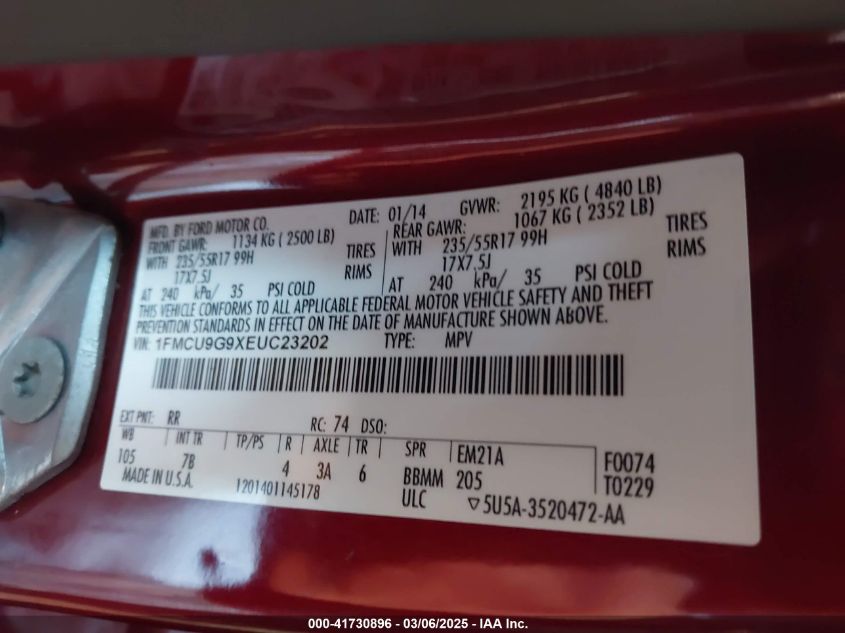 MFD. BY FORD MOTOR CO. DATE: 01/14 GVWR: 2195 KG ( 4840 LB)
FRONT GAWR: 1134 KG ( 2500 LB) REAR GAWR: 1067 KG ( 2352 LB)
WITH 235/55R17 99H TIRES WITH 235/55R17 99H TIRES
17X7.5J RIMS 17X7.5J RIMS
AT 240 kPa/ 35 PSI COLD AT 240 kPa/ 35 PSI COLD
THIS VEHICLE CONFORMS TO ALL APPLICABLE FEDERAL MOTOR VEHICLE SAFETY AND THEFT
PREVENTION STANDARDS IN EFFECT ON THE DATE OF MANUFACTURE SHOWN ABOVE.
VIN: 1FMCU9G9XEUC23202 TYPE: MPV
EXT PNT: RR RC: 74 DSO:
WB INT TR TP/PS R AXLE TR SPR EM21A F0074
105 7B 4 3A 6 BBMM 205 T0229
MADE IN U.S.A. 1201401145178 ULC ▽5U5A-3520472-AA
000-41730896 - 03/06/2025 - IAA Inc.